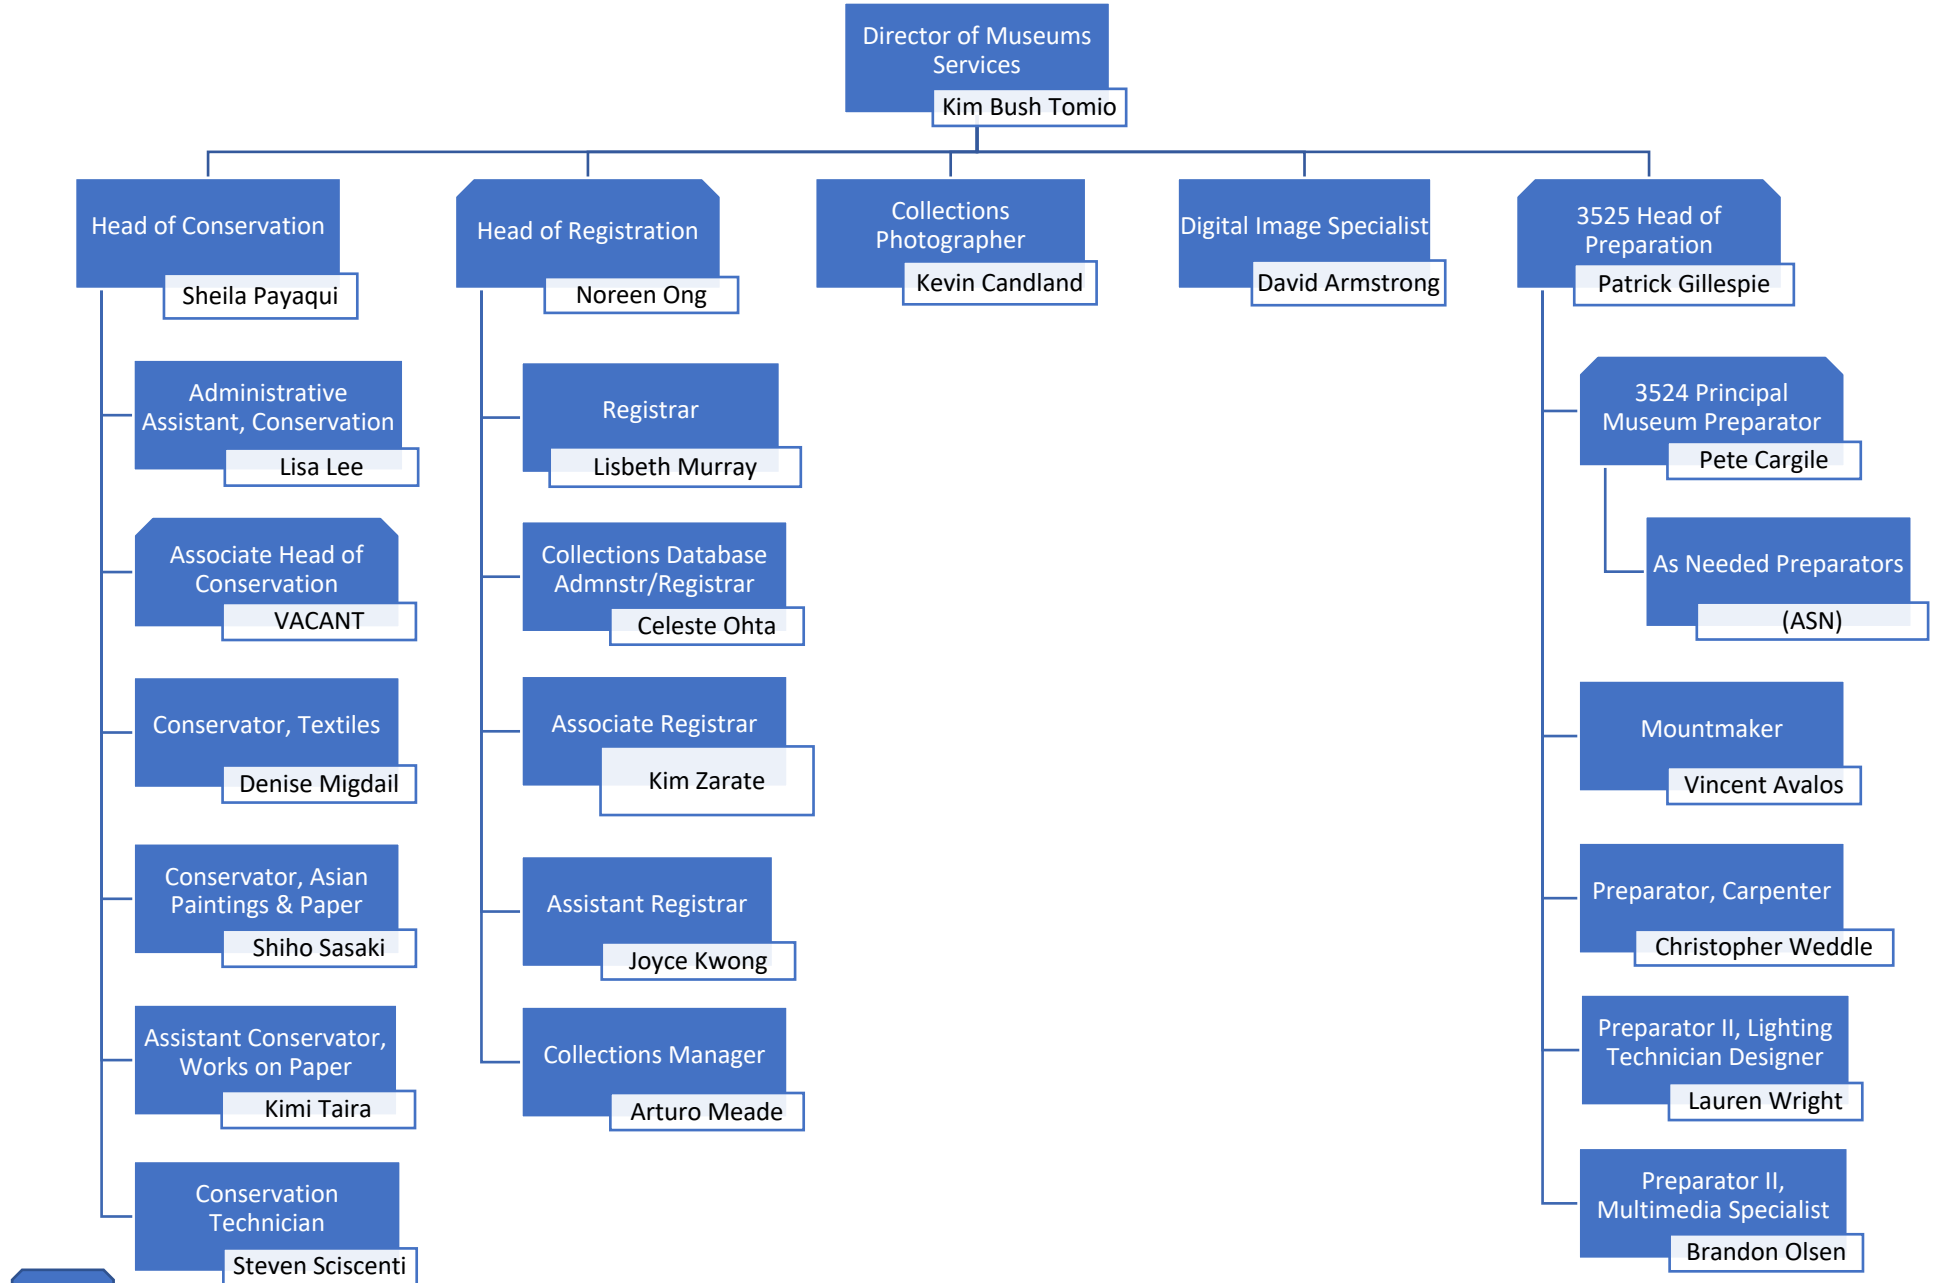 Director of Museums
Services
Kim Bush Tomio
Head of Conservation
Sheila Payaqui
Administrative
Assistant, Conservation
Lisa Lee
Associate Head of
Conservation
VACANT
Conservator, Textiles
Denise Migdail
Conservator, Asian
Paintings & Paper
Shiho Sasaki
Assistant Conservator,
Works on Paper
Kimi Taira
Conservation
Technician
Steven Sciscenti
Head of Registration
Noreen Ong
Registrar
Lisbeth Murray
Collections Database
Admnstr/Registrar
Celeste Ohta
Associate Registrar
Kim Zarate
Assistant Registrar
Joyce Kwong
Collections Manager
Arturo Meade
Collections
Photographer
Kevin Candland
Digital Image Specialist
David Armstrong
3525 Head of
Preparation
Patrick Gillespie
3524 Principal
Museum Preparator
Pete Cargile
As Needed Preparators
(ASN)
Mountmaker
Vincent Avalos
Preparator, Carpenter
Christopher Weddle
Preparator II, Lighting
Technician Designer
Lauren Wright
Preparator II,
Multimedia Specialist
Brandon Olsen